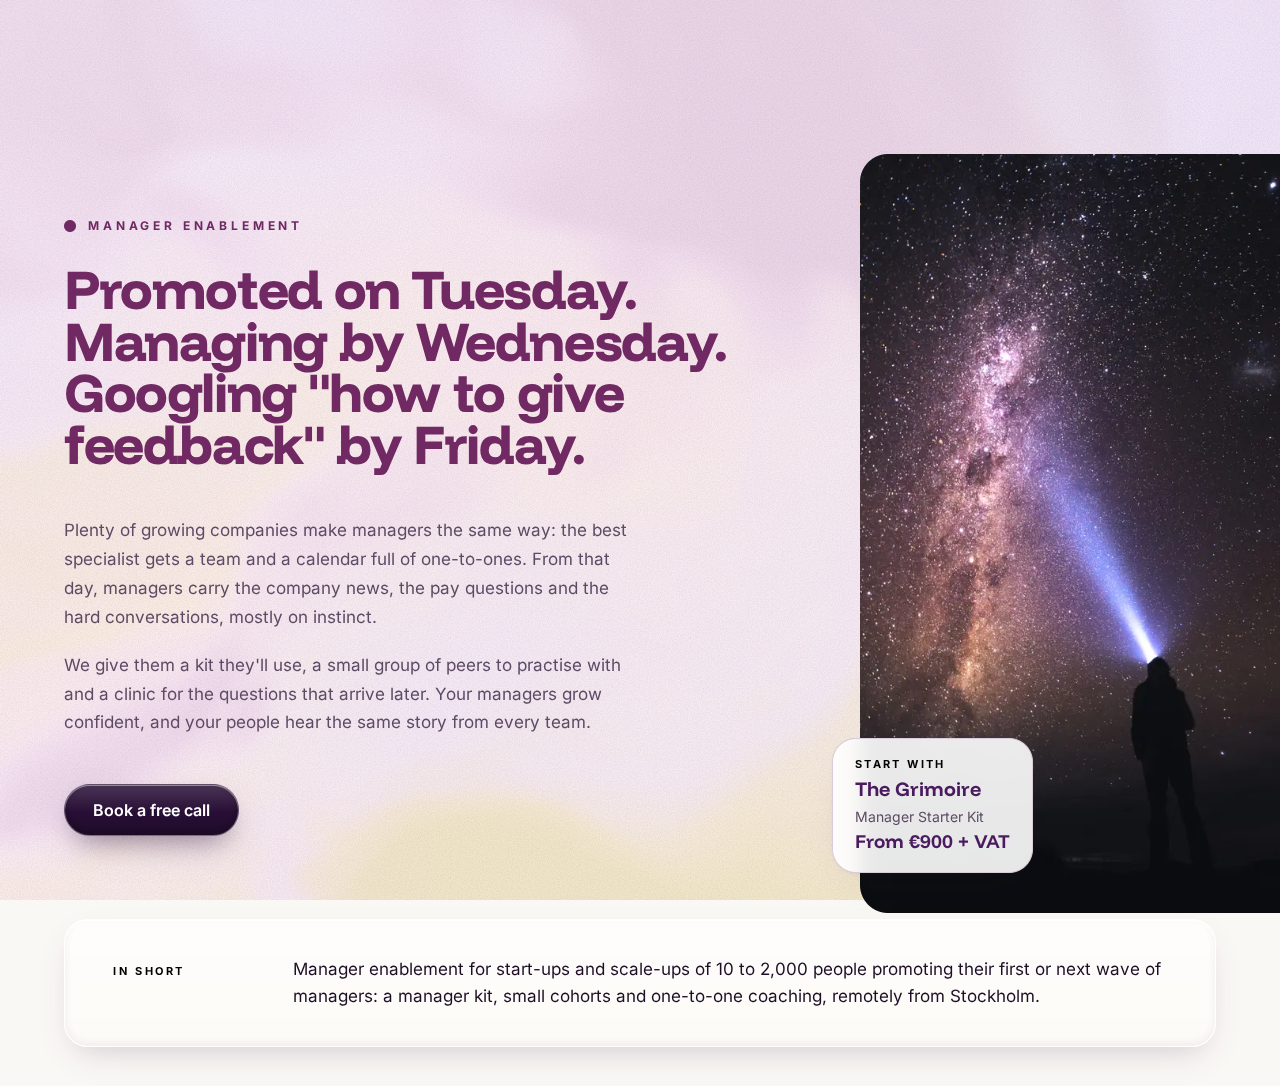 MANAGER ENABLEMENT
Promoted on Tuesday.
Managing by Wednesday.
Googling "how to give
feedback" by Friday.
Plenty of growing companies make managers the same way: the best
specialist gets a team and a calendar full of one-to-ones. From that
day, managers carry the company news, the pay questions and the
hard conversations, mostly on instinct.
We give them a kit they'll use, a small group of peers to practise with
and a clinic for the questions that arrive later. Your managers grow
confident, and your people hear the same story from every team.
Book a free call
START WITH
The Grimoire
Manager Starter Kit
From €900 + VAT
IN SHORT
Manager enablement for start-ups and scale-ups of 10 to 2,000 people promoting their first or next wave of
managers: a manager kit, small cohorts and one-to-one coaching, remotely from Stockholm.